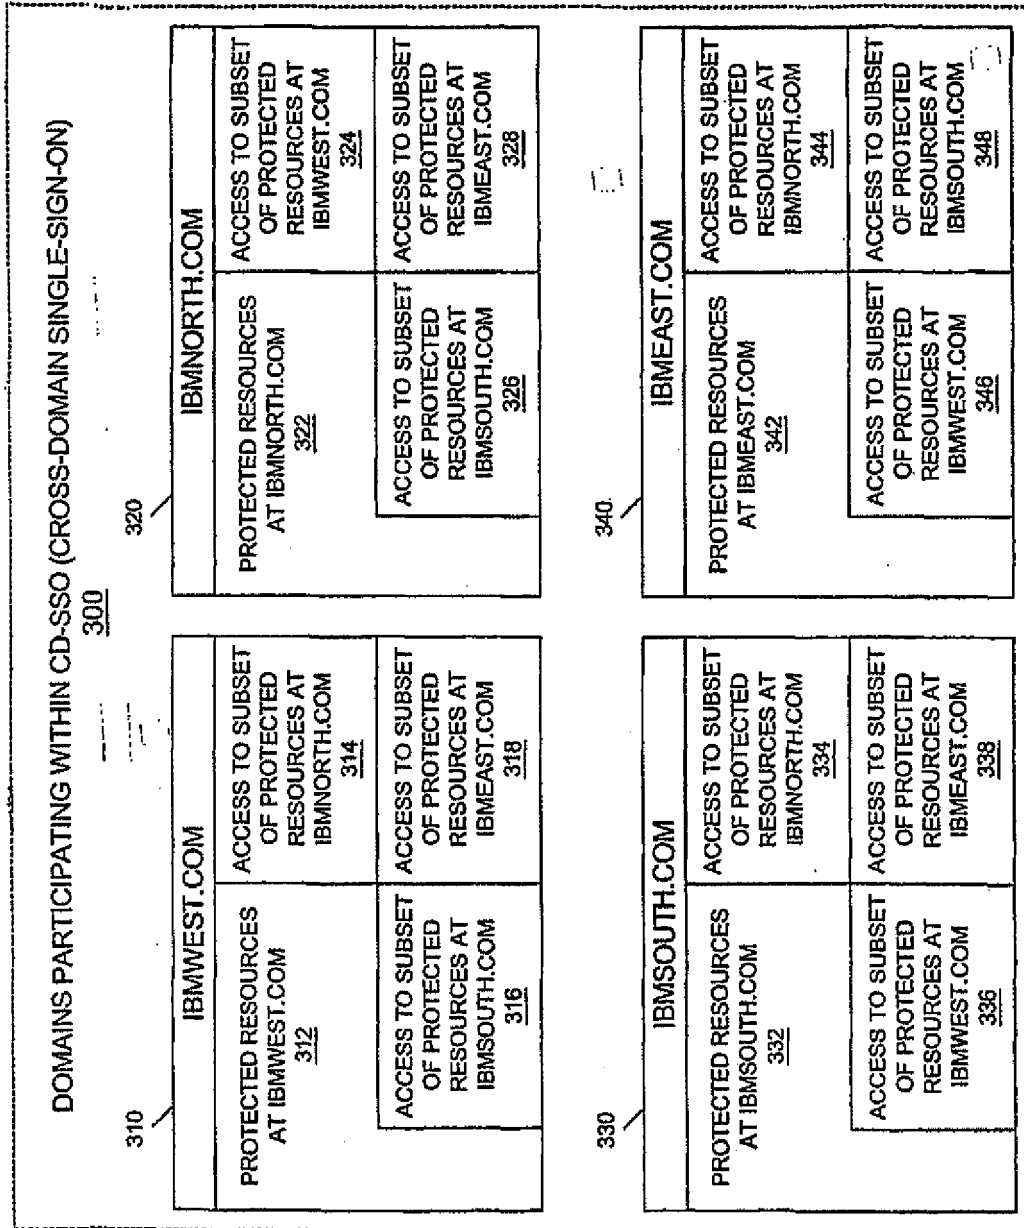 DOMAINS PARTICIPATING WITHIN CD-SSO (CROSS-DOMAIN SINGLE-SIGN-ON)
300
310
IBMWEST.COM
PROTECTED RESOURCES
AT IBMWEST.COM
312
ACCESS TO SUBSET
OF PROTECTED
RESOURCES AT
IBMNORTH.COM
314
ACCESS TO SUBSET
OF PROTECTED
RESOURCES AT
IBMSOUTH.COM
316
ACCESS TO SUBSET
OF PROTECTED
RESOURCES AT
IBMEAST.COM
318
320
IBMNORTH.COM
PROTECTED RESOURCES
AT IBMNORTH.COM
322
ACCESS TO SUBSET
OF PROTECTED
RESOURCES AT
IBMWEST.COM
324
ACCESS TO SUBSET
OF PROTECTED
RESOURCES AT
IBMSOUTH.COM
326
ACCESS TO SUBSET
OF PROTECTED
RESOURCES AT
IBMEAST.COM
328
330
IBMSOUTH.COM
PROTECTED RESOURCES
AT IBMSOUTH.COM
332
ACCESS TO SUBSET
OF PROTECTED
RESOURCES AT
IBMNORTH.COM
334
ACCESS TO SUBSET
OF PROTECTED
RESOURCES AT
IBMWEST.COM
336
ACCESS TO SUBSET
OF PROTECTED
RESOURCES AT
IBMEAST.COM
338
340
IBMEAST.COM
PROTECTED RESOURCES
AT IBMEAST.COM
342
ACCESS TO SUBSET
OF PROTECTED
RESOURCES AT
IBMNORTH.COM
344
ACCESS TO SUBSET
OF PROTECTED
RESOURCES AT
IBMWEST.COM
346
ACCESS TO SUBSET
OF PROTECTED
RESOURCES AT
IBMSOUTH.COM
348